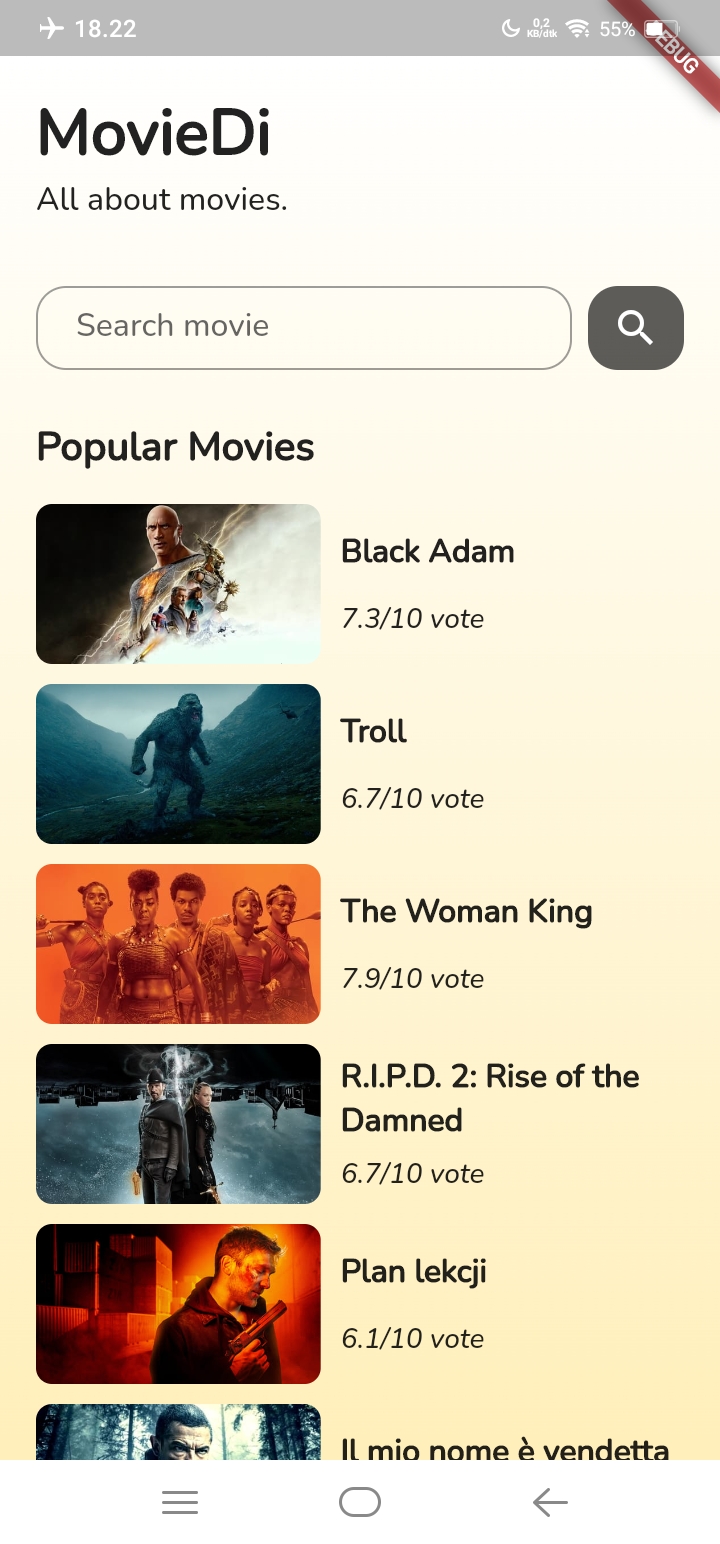 18.22
0,2
KB/dtk
55%
EBUG
MovieDi
All about movies.
Search movie
Popular Movies
Black Adam
7.3/10 vote
Troll
6.7/10 vote
The Woman King
7.9/10 vote
R.I.P.D. 2: Rise of the
Damned
6.7/10 vote
Plan lekcji
6.1/10 vote
Il mio nome è vendetta